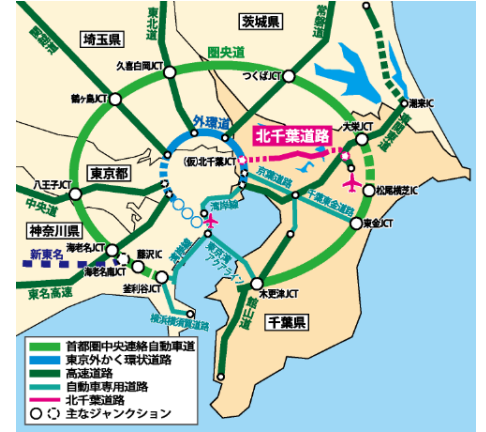 茨城県
常磐道
東北道
埼玉県
関越道
圏央道
久喜白岡JCT
つくばJCT
潮来IC
鶴ヶ島JCT
外環道
北千葉道路
大栄JCT
東関東道
(仮)北千葉JCT
東京都
京葉道路
八王子JCT
中央道
湾岸線
千葉東金道路
松尾横芝IC
東金JCT
神奈川県
海老名JCT
新東名
藤沢IC
海老名南JCT
湾岸線
東京湾
アクアライン
東名高速
釜利谷JCT
木更津JCT
館山道
横浜横須賀道路
千葉県
首都圏中央連絡自動車道
東京外かく環状道路
高速道路
自動車専用道路
北千葉道路
主なジャンクション